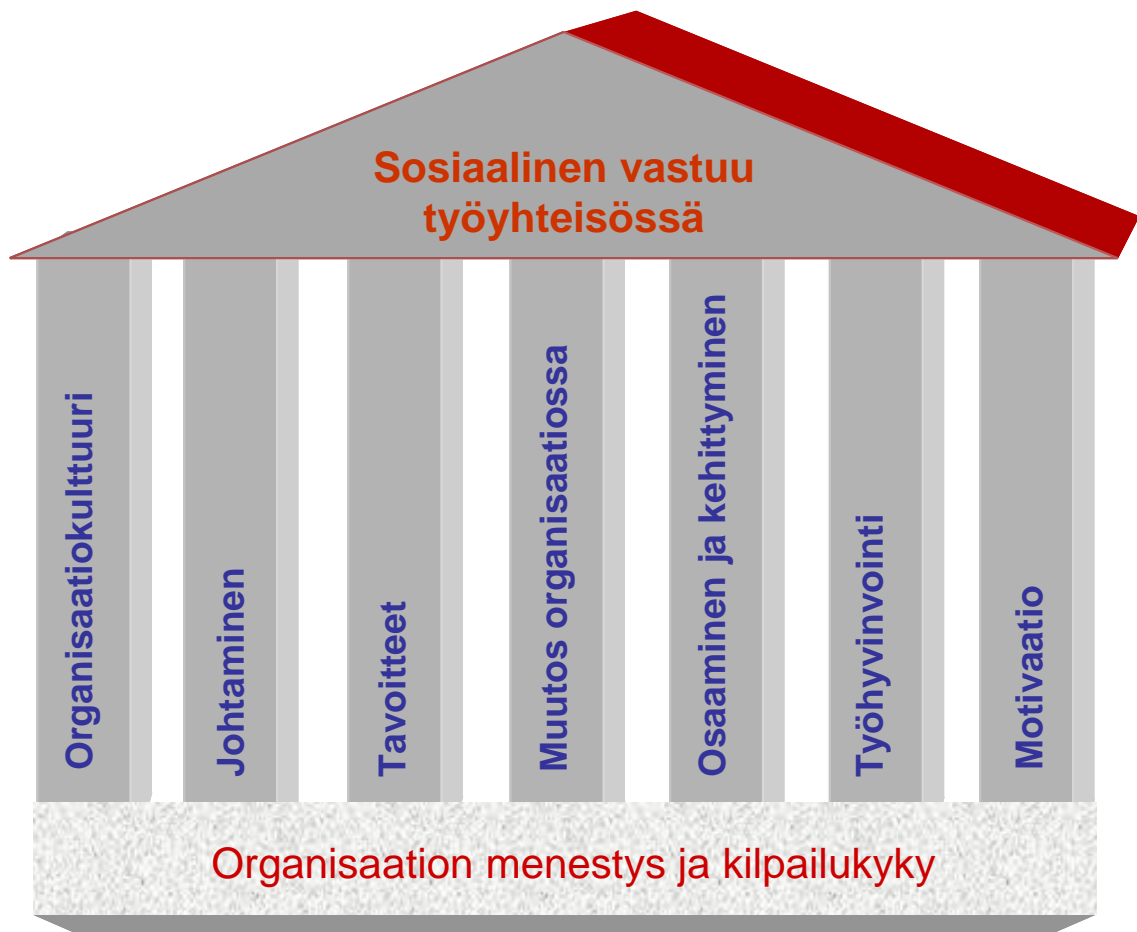 Sosiaalinen vastuu
työyhteisössä
Organisaatiokulttuuri
Johtaminen
Tavoitteet
Muutos organisaatiossa
Osaaminen ja kehittyminen
Työhyvinvointi
Motivaatio
Organisaation menestys ja kilpailukyky